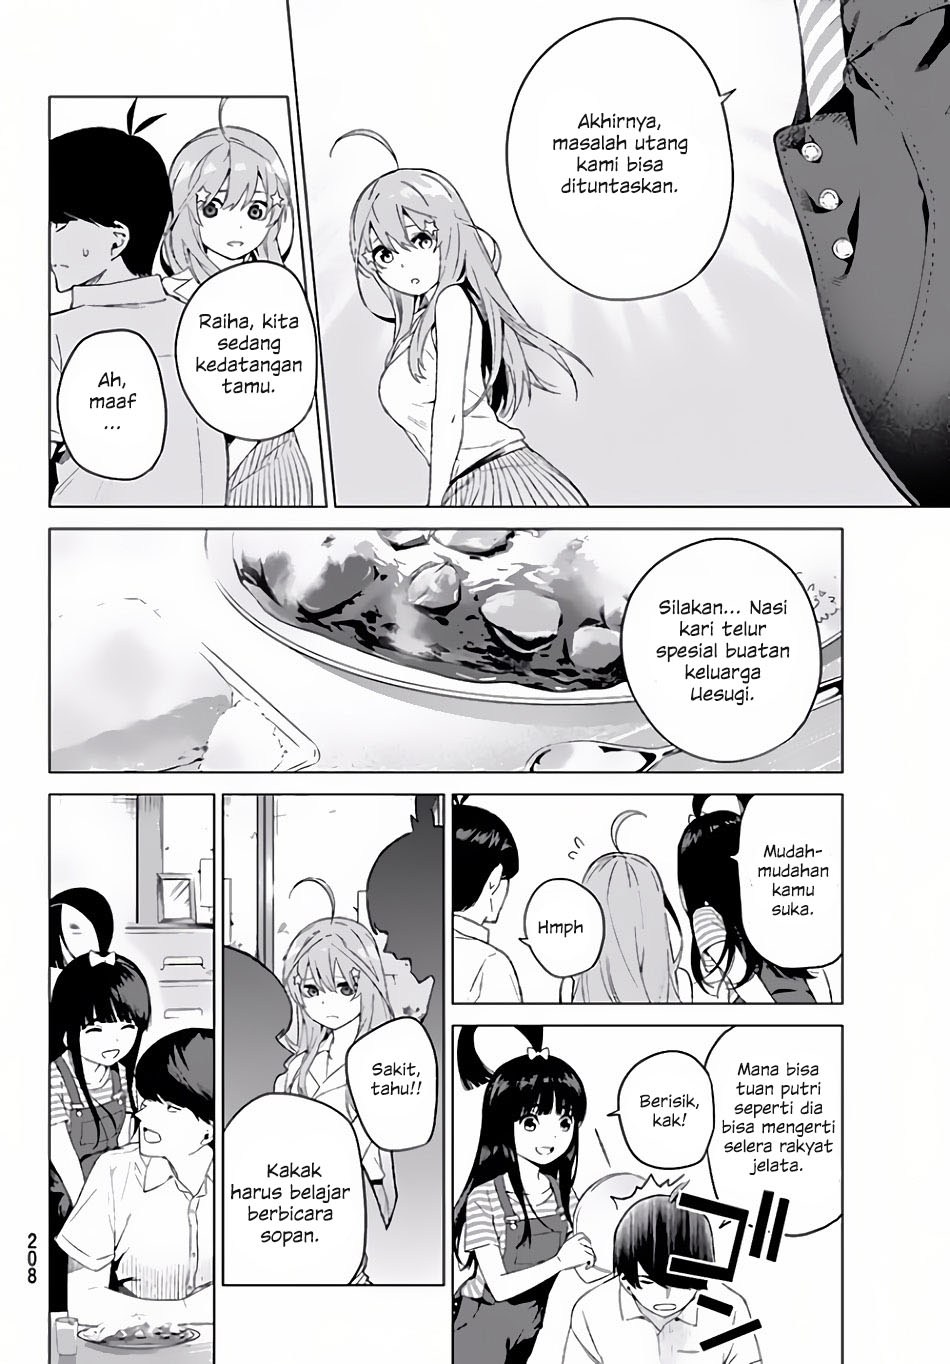 Akhirnya,
masalah utang
kami bisa
dituntaskan.
Raiha, kita
sedang
kedatangan
tamu.
Ah,
maaf
...
Silakan... Nasi
kari telur
spesial buatan
keluarga
Uesugi.
Mudah-
mudahan
kamu
suka.
Hmph
Mana bisa
tuan putri
seperti dia
bisa mengerti
selera rakyat
jelata.
Berisik,
kak!
Sakit,
tahu!!
Kakak
harus belajar
berbicara
sopan.
208